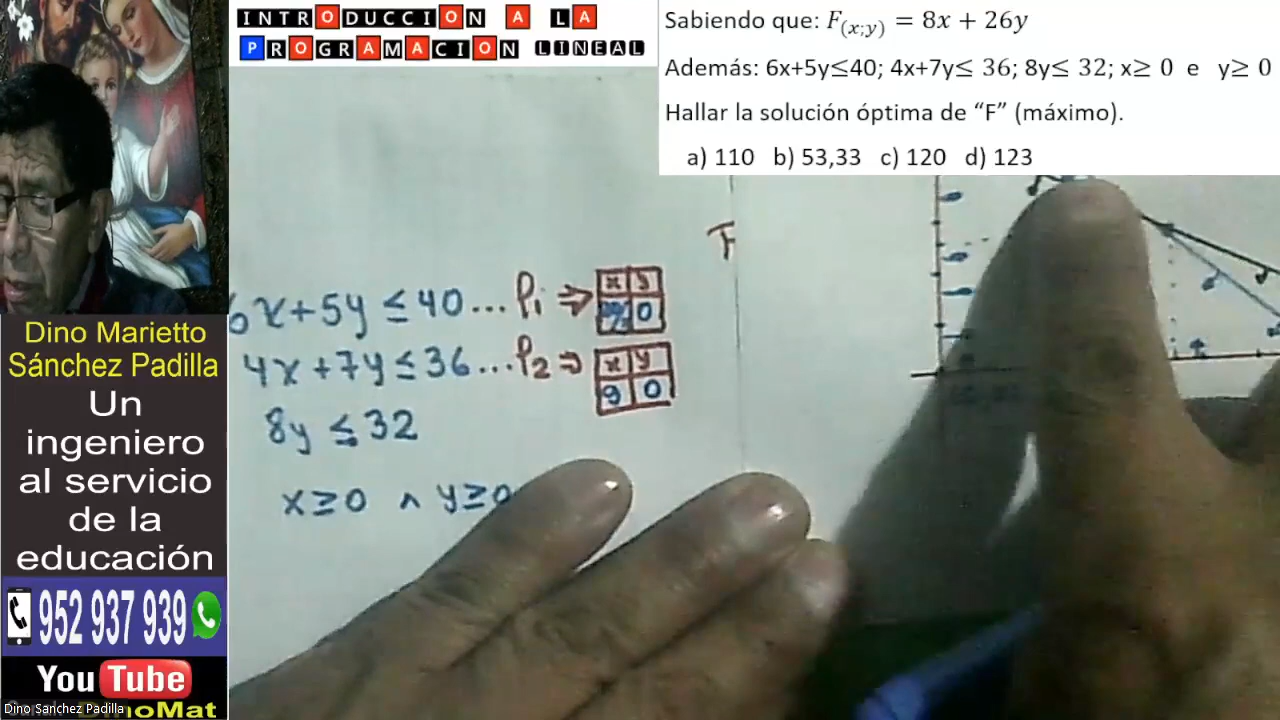 INTRODUCCION A LA
PROGRAMACION LINEAL
Sabiendo que: F(x;y) = 8x + 26y
Además: 6x+5y≤40; 4x+7y≤ 36; 8y≤ 32; x≥ 0 e y≥ 0
Hallar la solución óptima de “F” (máximo).
a) 110 b) 53,33 c) 120 d) 123
6x+5y ≤40...P1 ⇒ x y
0
4x+7y≤36...P2 ⇒ x y
9 0
8y ≤ 32
x≥0 ∧ y≥0
F
Dino Marietto
Sánchez Padilla
Un
ingeniero
al servicio
de la
educación
952 937 939
YouTube
Dino Sanchez Padilla
DinoMat